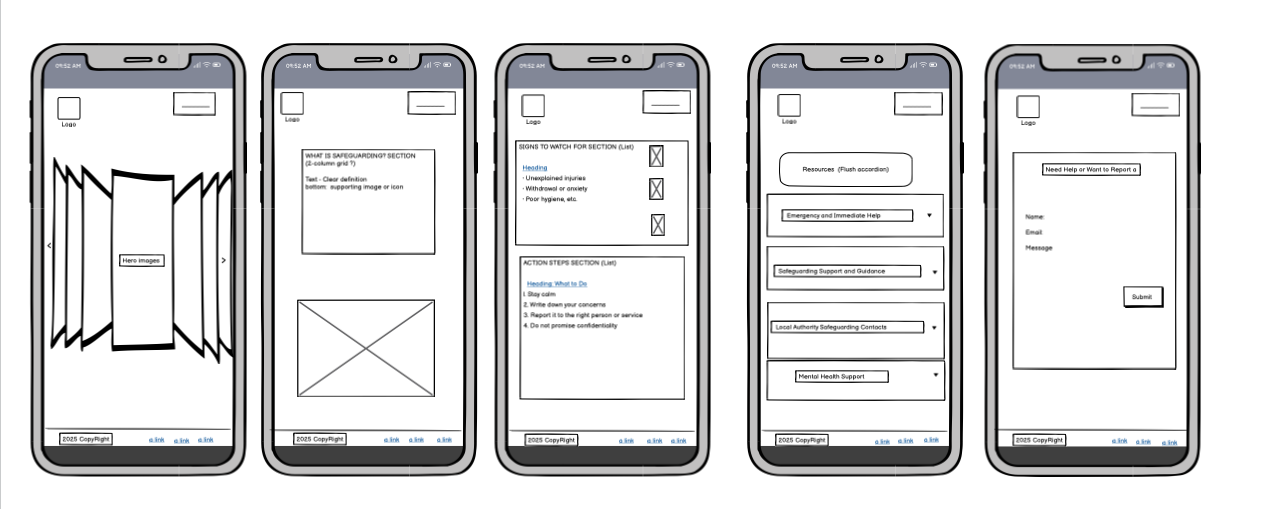 09:52 AM
Logo
<
Hero images
>
2025 CopyRight
a link
a link
a link
09:52 AM
Logo
WHAT IS SAFEGUARDING? SECTION
(2-column grid ?)
Text - Clear definition
bottom: supporting image or icon
2025 CopyRight
a link
a link
a link
09:52 AM
Logo
SIGNS TO WATCH FOR SECTION (List)
Heading
· Unexplained injuries
· Withdrawal or anxiety
· Poor hygiene, etc.
ACTION STEPS SECTION (List)
Heading: What to Do
1. Stay calm
2. Write down your concerns
3. Report it to the right person or service
4. Do not promise confidentiality
2025 CopyRight
a link
a link
a link
09:52 AM
Logo
Resources (Flush accordion)
Emergency and Immediate Help
Safeguarding Support and Guidance
Local Authority Safeguarding Contacts
Mental Health Support
2025 CopyRight
a link
a link
a link
09:52 AM
Logo
Need Help or Want to Report a
Name:
Email:
Message
Submit
2025 CopyRight
a link
a link
a link